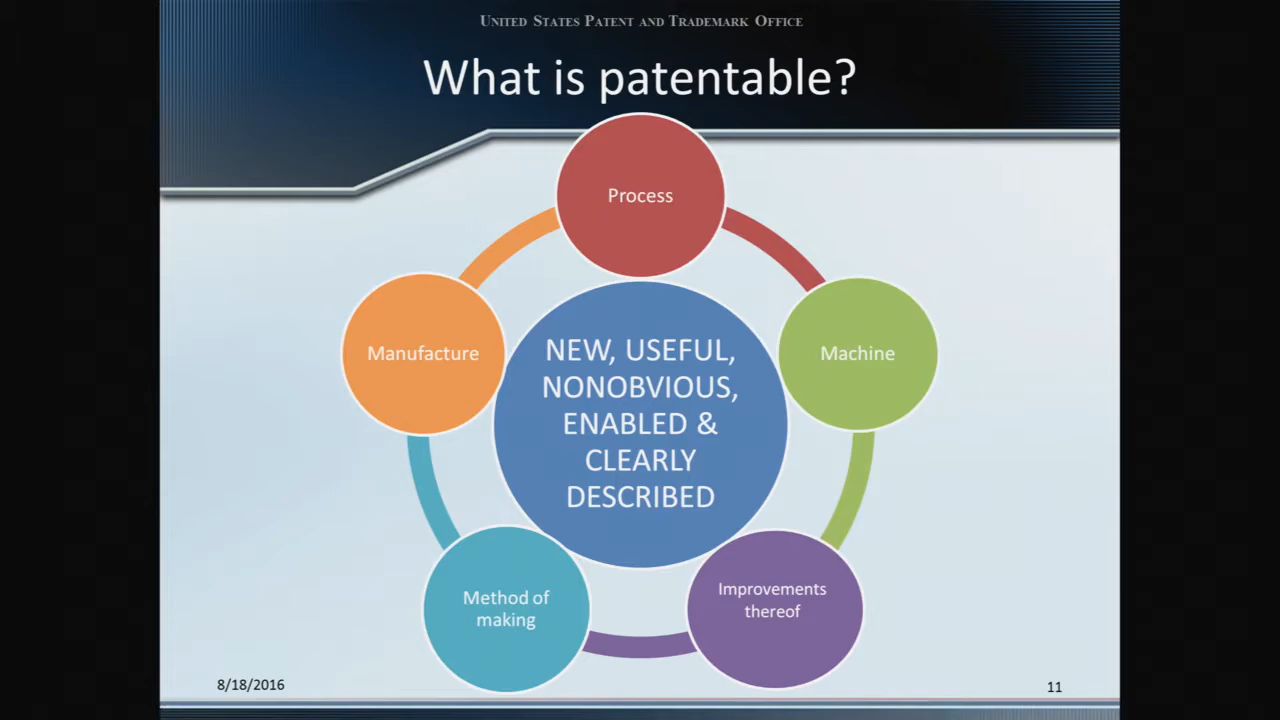 UNITED STATES PATENT AND TRADEMARK OFFICE
What is patentable?
Process
Manufacture
Machine
NEW, USEFUL,
NONOBVIOUS,
ENABLED &
CLEARLY
DESCRIBED
Method of
making
Improvements
thereof
8/18/2016
11